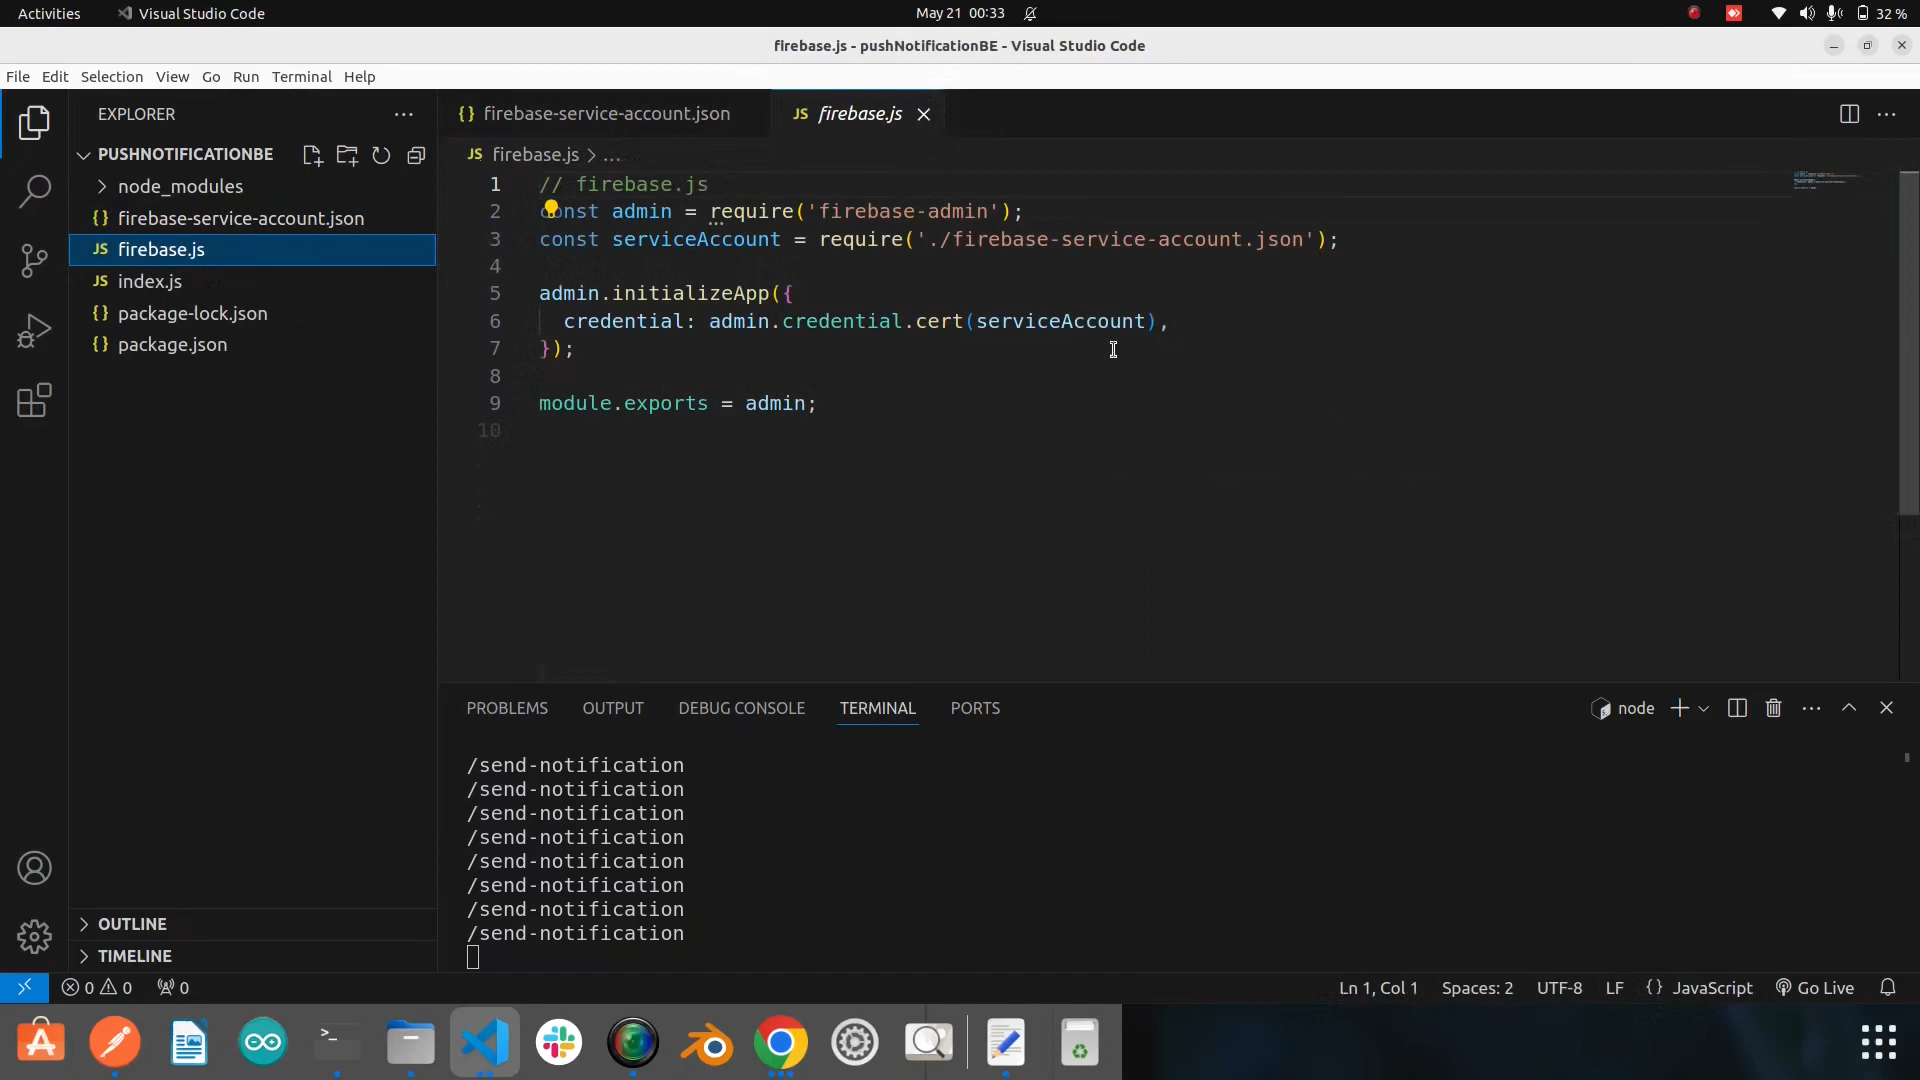 Activities
Visual Studio Code
May 21 00:33
32 %
firebase.js - pushNotificationBE - Visual Studio Code
File Edit Selection View Go Run Terminal Help
EXPLORER
PUSHNOTIFICATIONBE
node_modules
{} firebase-service-account.json
JS firebase.js
JS index.js
{} package-lock.json
{} package.json
OUTLINE
TIMELINE
{} firebase-service-account.json
JS firebase.js
JS firebase.js > ...
1 // firebase.js
2 const admin = require('firebase-admin');
3 const serviceAccount = require('./firebase-service-account.json');
4
5 admin.initializeApp({
6 credential: admin.credential.cert(serviceAccount),
7 });
8
9 module.exports = admin;
10
PROBLEMS OUTPUT DEBUG CONSOLE TERMINAL PORTS
node
/send-notification
/send-notification
/send-notification
/send-notification
/send-notification
/send-notification
/send-notification
/send-notification
0 0 0
Ln 1, Col 1 Spaces: 2 UTF-8 LF {} JavaScript Go Live